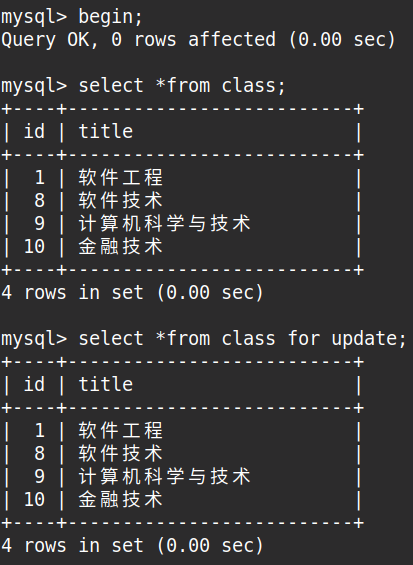 mysql> begin;
Query OK, 0 rows affected (0.00 sec)

mysql> select *from class;
+----+--------------------------+
| id | title                    |
+----+--------------------------+
|  1 | 软件工程                 |
|  8 | 软件技术                 |
|  9 | 计算机科学与技术         |
| 10 | 金融技术                 |
+----+--------------------------+
4 rows in set (0.00 sec)

mysql> select *from class for update;
+----+--------------------------+
| id | title                    |
+----+--------------------------+
|  1 | 软件工程                 |
|  8 | 软件技术                 |
|  9 | 计算机科学与技术         |
| 10 | 金融技术                 |
+----+--------------------------+
4 rows in set (0.00 sec)